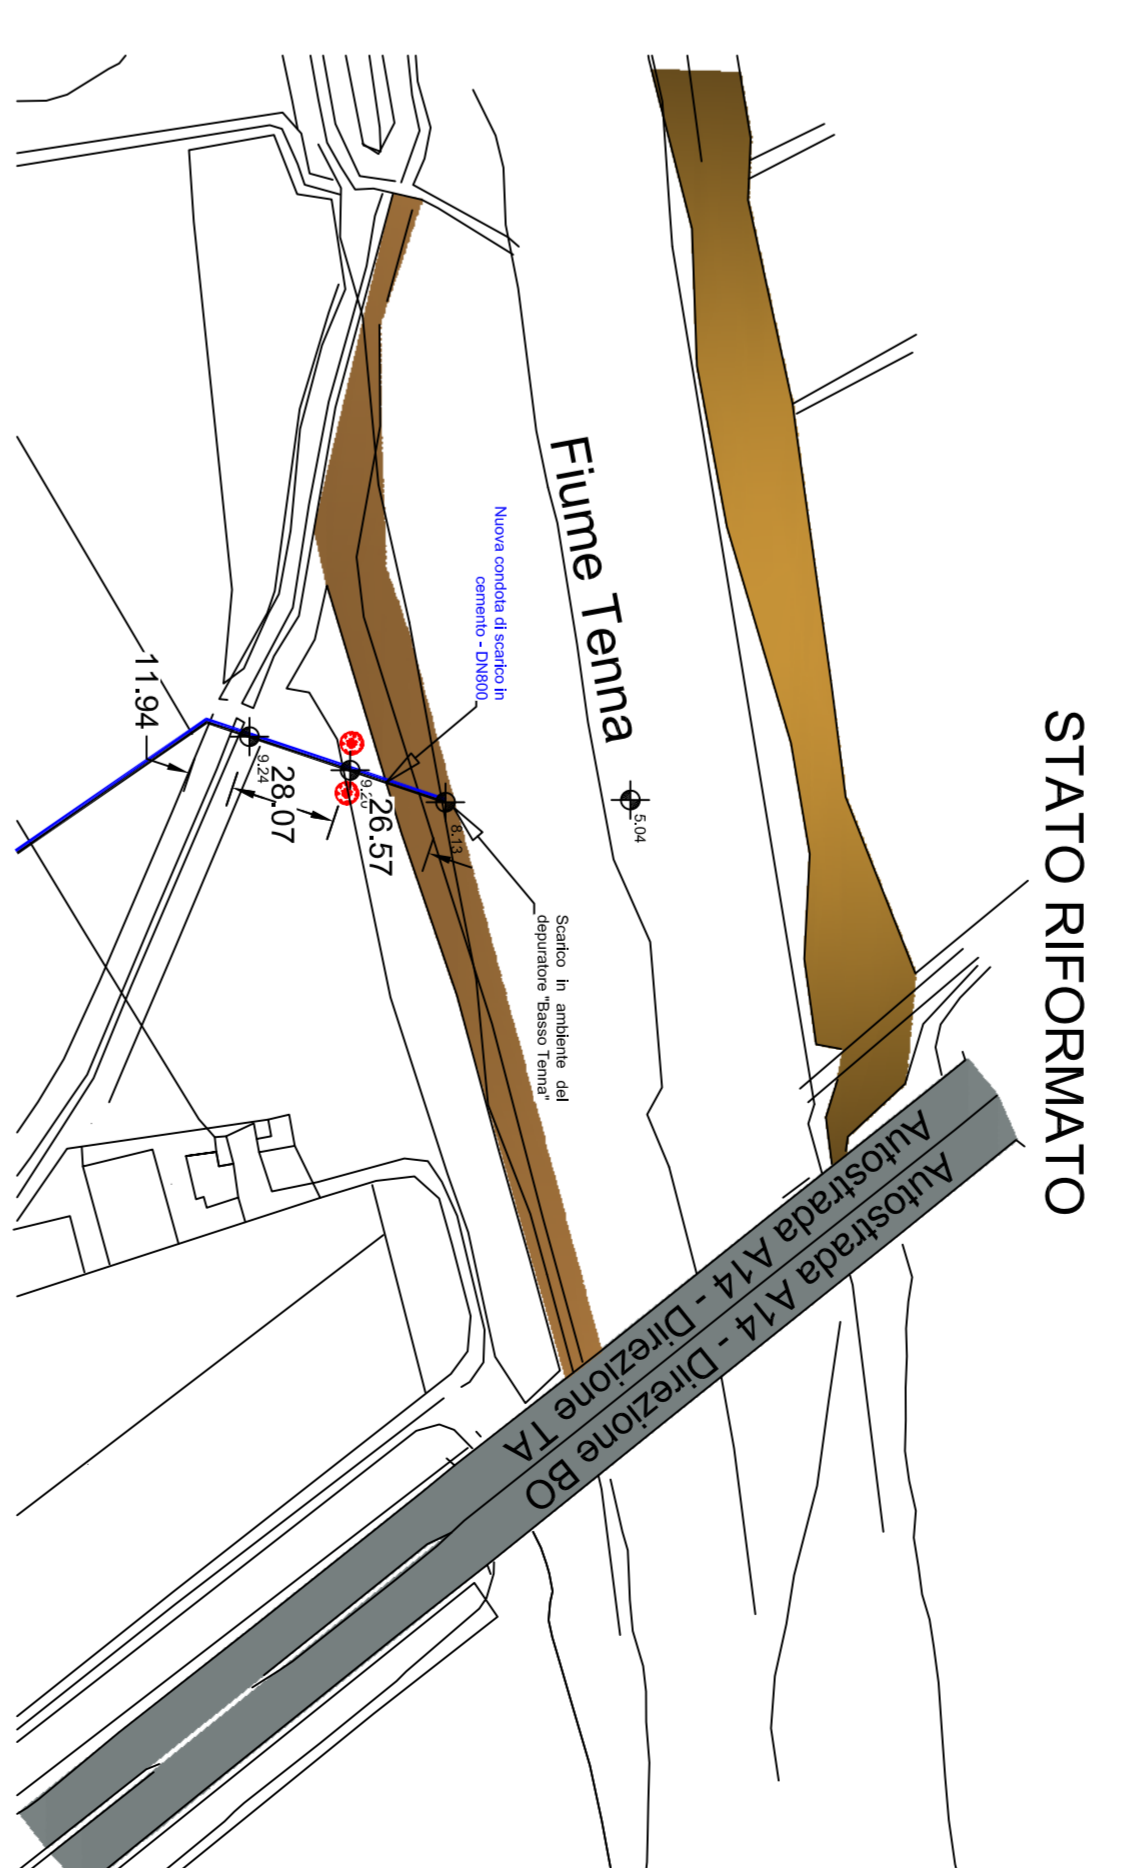 STATO RIFORMATO
Fiume Tenna
5.04
Nuova condota di scarico in
cemento - DN800
Scarico in ambiente del
depuratore "Basso Tenna"
8.13
26.57
28.07
9.24
11.94
Autostrada A14 - Direzione TA
Autostrada A14 - Direzione BO